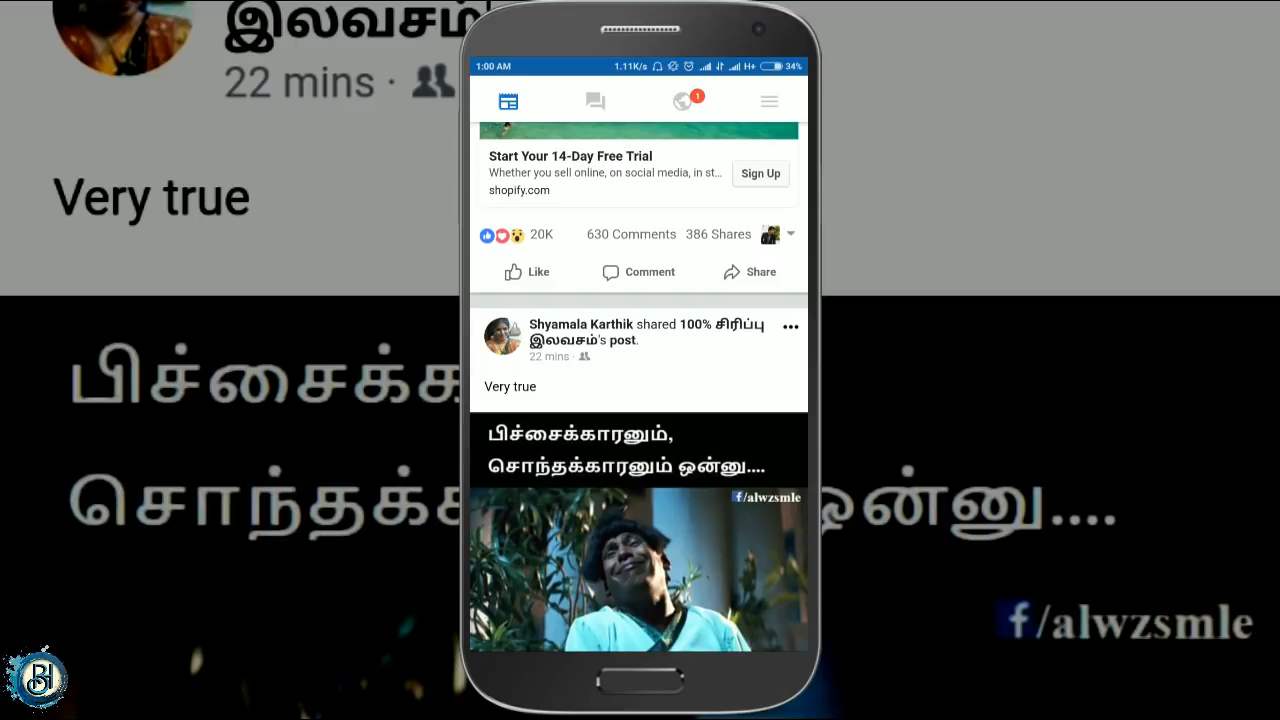 இலவசம்
22 mins ·
Very true
பிச்சைக்க
சொந்தக்க
ஒன்னு....
f/alwzsmle
1:00 AM
1.11K/s H+ 34%
1
Start Your 14-Day Free Trial
Whether you sell online, on social media, in st...
Sign Up
shopify.com
20K 630 Comments 386 Shares
Like Comment Share
Shyamala Karthik shared 100% சிரிப்பு
இலவசம்'s post.
22 mins ·
Very true
பிச்சைக்காரனும்,
சொந்தக்காரனும் ஒன்னு....
f/alwzsmle